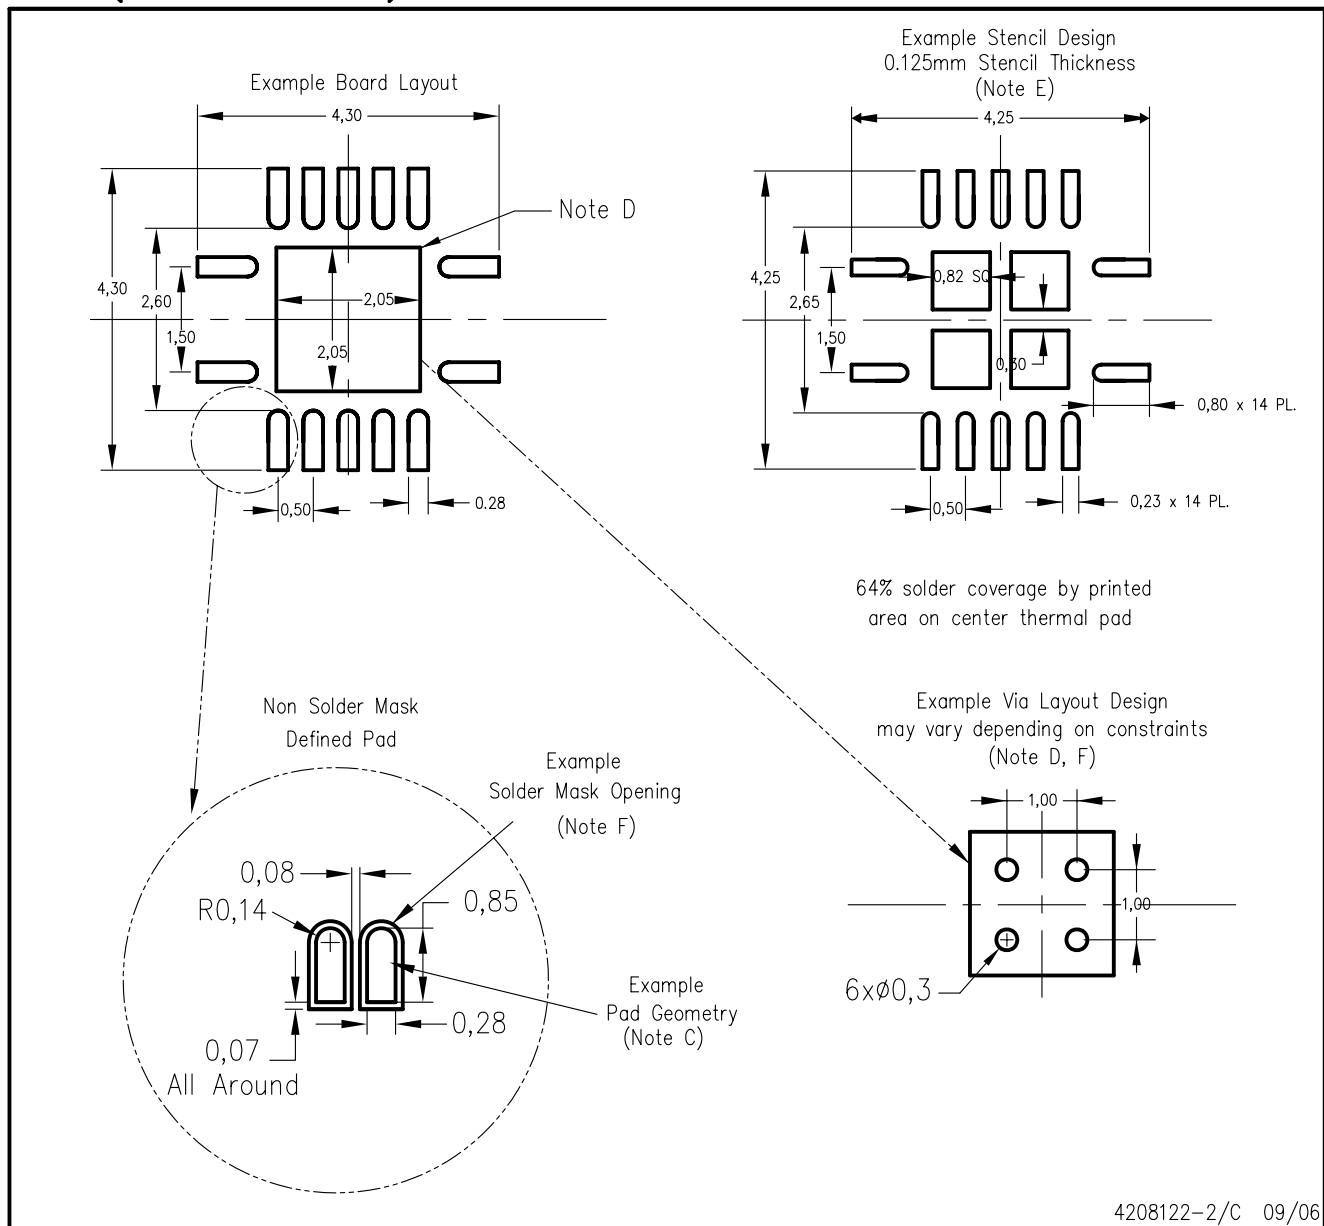 Example Board Layout
4,30
4,30
2,60
1,50
2,05
2,05
Note D
0,50
0.28
Example Stencil Design
0.125mm Stencil Thickness
(Note E)
4,25
4,25
2,65
1,50
0,82 SQ
0,30
0,80 x 14 PL.
0,50
0,23 x 14 PL.
64% solder coverage by printed
area on center thermal pad
Non Solder Mask
Defined Pad
Example
Solder Mask Opening
(Note F)
0,08
R0,14
0,85
0,28
0,07
All Around
Example
Pad Geometry
(Note C)
Example Via Layout Design
may vary depending on constraints
(Note D, F)
1,00
1,00
6xø0,3
4208122-2/C 09/06